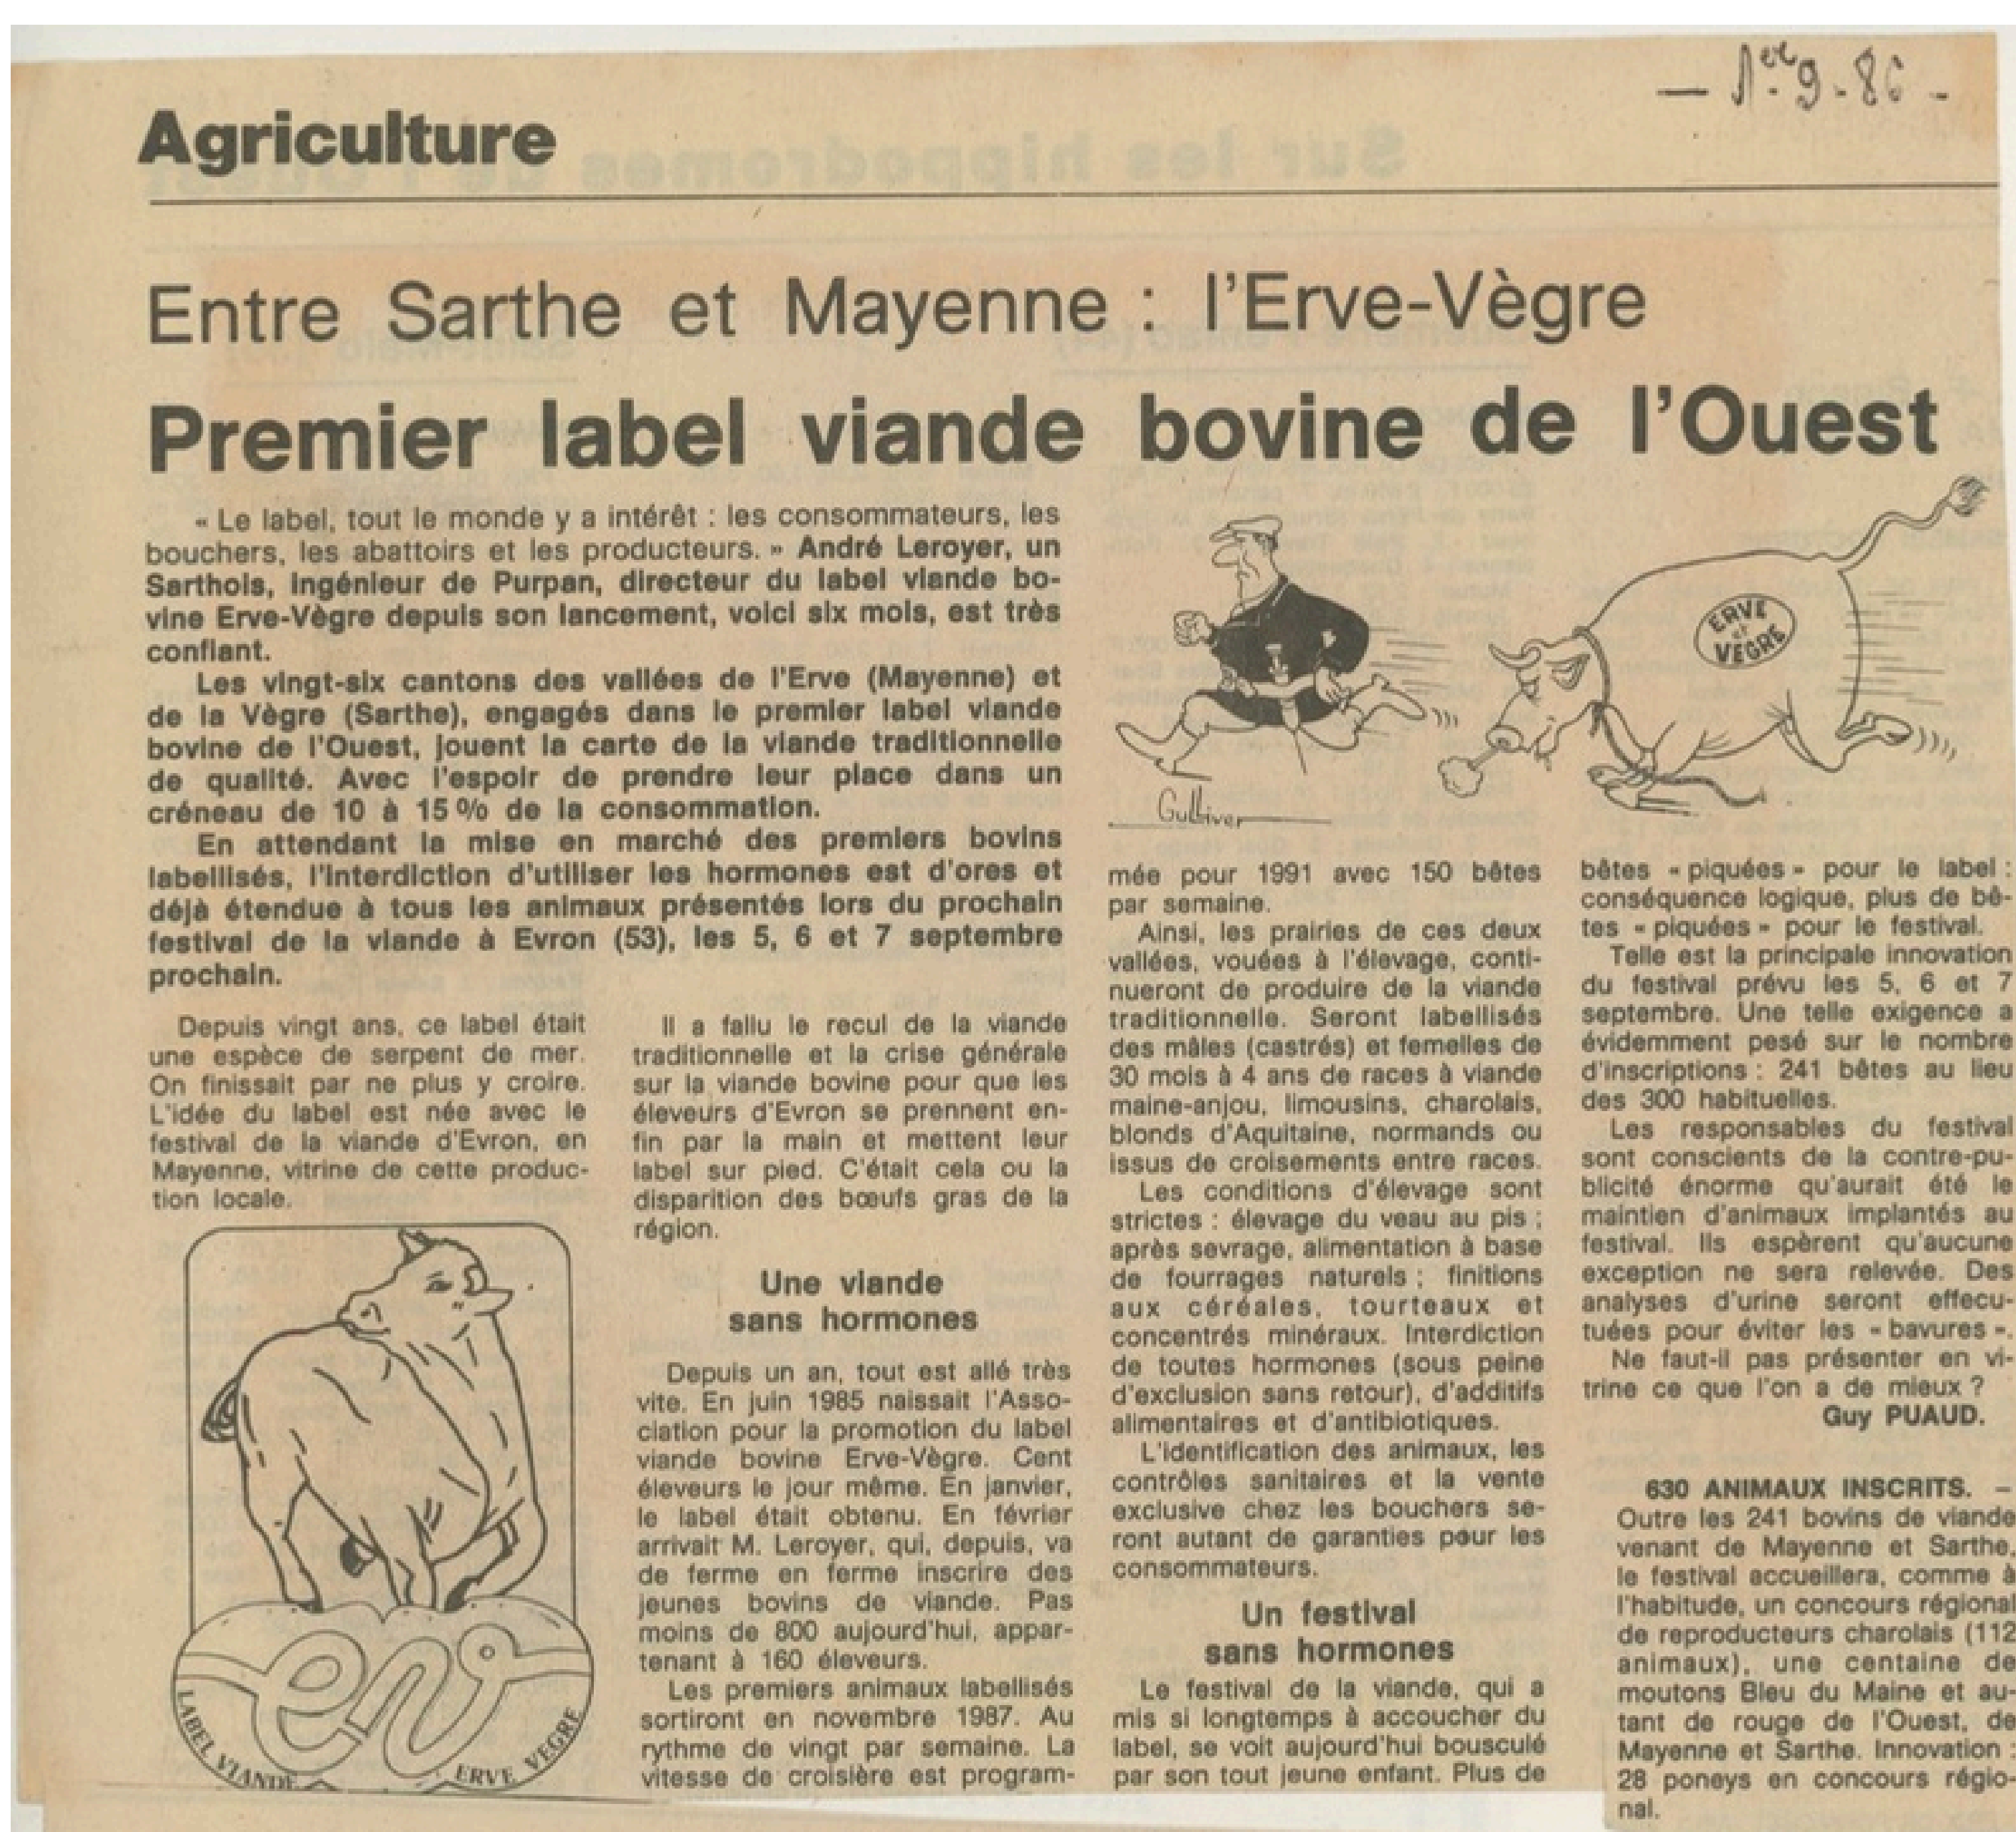 — 1er 9 - 86 -
Agriculture
Entre Sarthe et Mayenne : l'Erve-Vègre
Premier label viande bovine de l'Ouest
« Le label, tout le monde y a intérêt : les consommateurs, les
bouchers, les abattoirs et les producteurs. » André Leroyer, un
Sarthois, ingénieur de Purpan, directeur du label viande bo-
vine Erve-Vègre depuis son lancement, voici six mois, est très
confiant.
Les vingt-six cantons des vallées de l'Erve (Mayenne) et
de la Vègre (Sarthe), engagés dans le premier label viande
bovine de l'Ouest, jouent la carte de la viande traditionnelle
de qualité. Avec l'espoir de prendre leur place dans un
créneau de 10 à 15 % de la consommation.
En attendant la mise en marché des premiers bovins
labellisés, l'interdiction d'utiliser les hormones est d'ores et
déjà étendue à tous les animaux présentés lors du prochain
festival de la viande à Evron (53), les 5, 6 et 7 septembre
prochain.
Depuis vingt ans, ce label était
une espèce de serpent de mer.
On finissait par ne plus y croire.
L'idée du label est née avec le
festival de la viande d'Evron, en
Mayenne, vitrine de cette produc-
tion locale.
LABEL VIANDE
ERVE VEGRE
Il a fallu le recul de la viande
traditionnelle et la crise générale
sur la viande bovine pour que les
éleveurs d'Evron se prennent en-
fin par la main et mettent leur
label sur pied. C'était cela ou la
disparition des bœufs gras de la
région.
Une viande
sans hormones
Depuis un an, tout est allé très
vite. En juin 1985 naissait l'Asso-
ciation pour la promotion du label
viande bovine Erve-Vègre. Cent
éleveurs le jour même. En janvier,
le label était obtenu. En février
arrivait M. Leroyer, qui, depuis, va
de ferme en ferme inscrire des
jeunes bovins de viande. Pas
moins de 800 aujourd'hui, appar-
tenant à 160 éleveurs.
Les premiers animaux labellisés
sortiront en novembre 1987. Au
rythme de vingt par semaine. La
vitesse de croisière est program-
ERVE
et
VEGRE
Gulliver
mée pour 1991 avec 150 bêtes
par semaine.
Ainsi, les prairies de ces deux
vallées, vouées à l'élevage, conti-
nueront de produire de la viande
traditionnelle. Seront labellisés
des mâles (castrés) et femelles de
30 mois à 4 ans de races à viande
maine-anjou, limousins, charolais,
blonds d'Aquitaine, normands ou
issus de croisements entre races.
Les conditions d'élevage sont
strictes : élevage du veau au pis ;
après sevrage, alimentation à base
de fourrages naturels ; finitions
aux céréales, tourteaux et
concentrés minéraux. Interdiction
de toutes hormones (sous peine
d'exclusion sans retour), d'additifs
alimentaires et d'antibiotiques.
L'identification des animaux, les
contrôles sanitaires et la vente
exclusive chez les bouchers se-
ront autant de garanties pour les
consommateurs.
Un festival
sans hormones
Le festival de la viande, qui a
mis si longtemps à accoucher du
label, se voit aujourd'hui bousculé
par son tout jeune enfant. Plus de
bêtes « piquées » pour le label :
conséquence logique, plus de bê-
tes « piquées » pour le festival.
Telle est la principale innovation
du festival prévu les 5, 6 et 7
septembre. Une telle exigence a
évidemment pesé sur le nombre
d'inscriptions : 241 bêtes au lieu
des 300 habituelles.
Les responsables du festival
sont conscients de la contre-pu-
blicité énorme qu'aurait été le
maintien d'animaux implantés au
festival. Ils espèrent qu'aucune
exception ne sera relevée. Des
analyses d'urine seront effec-
tuées pour éviter les « bavures ».
Ne faut-il pas présenter en vi-
trine ce que l'on a de mieux ?
Guy PUAUD.
630 ANIMAUX INSCRITS. —
Outre les 241 bovins de viande
venant de Mayenne et Sarthe,
le festival accueillera, comme à
l'habitude, un concours régional
de reproducteurs charolais (112
animaux), une centaine de
moutons Bleu du Maine et au-
tant de rouge de l'Ouest, de
Mayenne et Sarthe. Innovation :
28 poneys en concours régio-
nal.